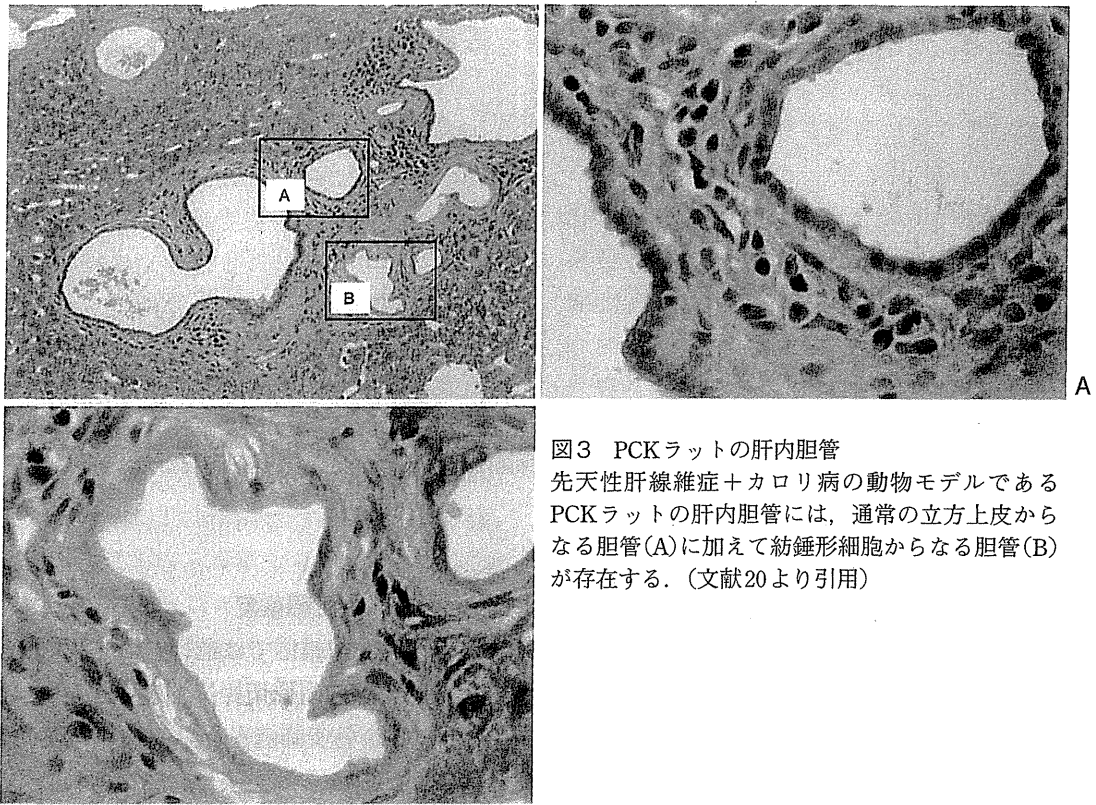 A
B
A
図3 PCKラットの肝内胆管
先天性肝線維症+カロリ病の動物モデルである
PCKラットの肝内胆管には,通常の立方上皮から
なる胆管(A)に加えて紡錘形細胞からなる胆管(B)
が存在する.(文献20より引用)